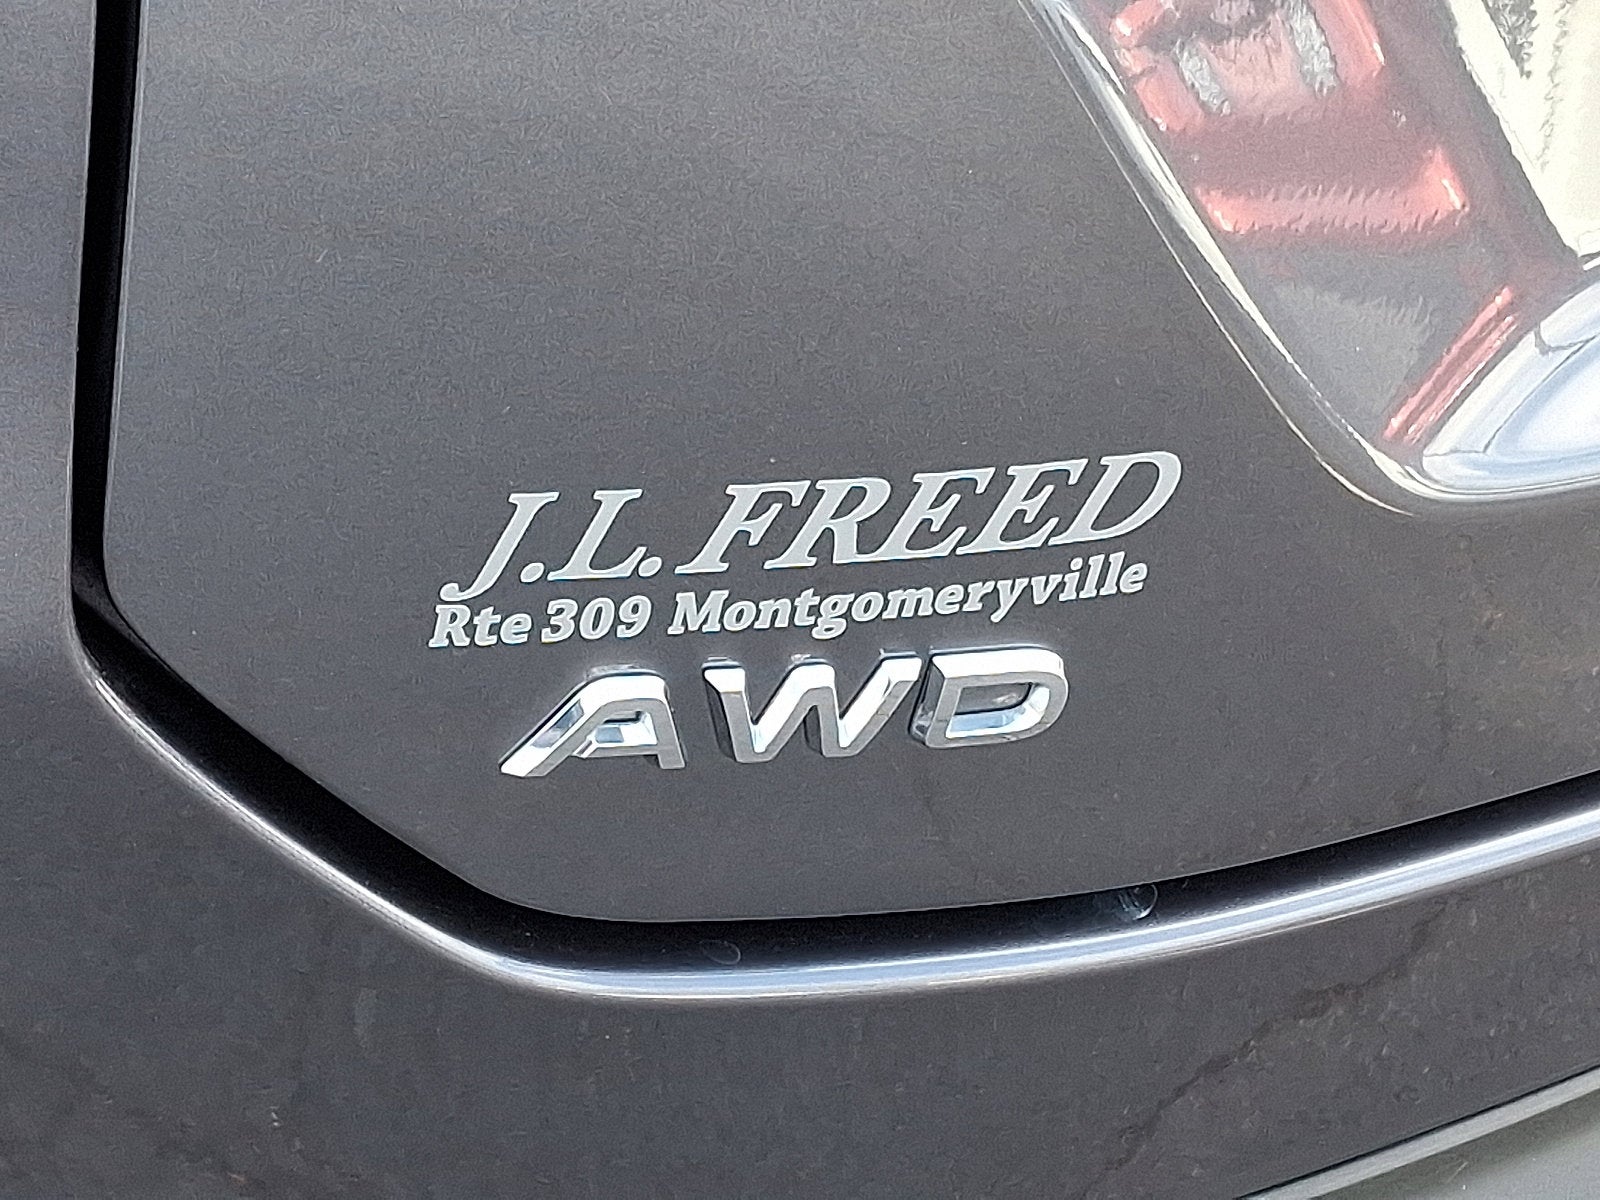 J.L. FREED
Rte 309 Montgomeryville
AWD